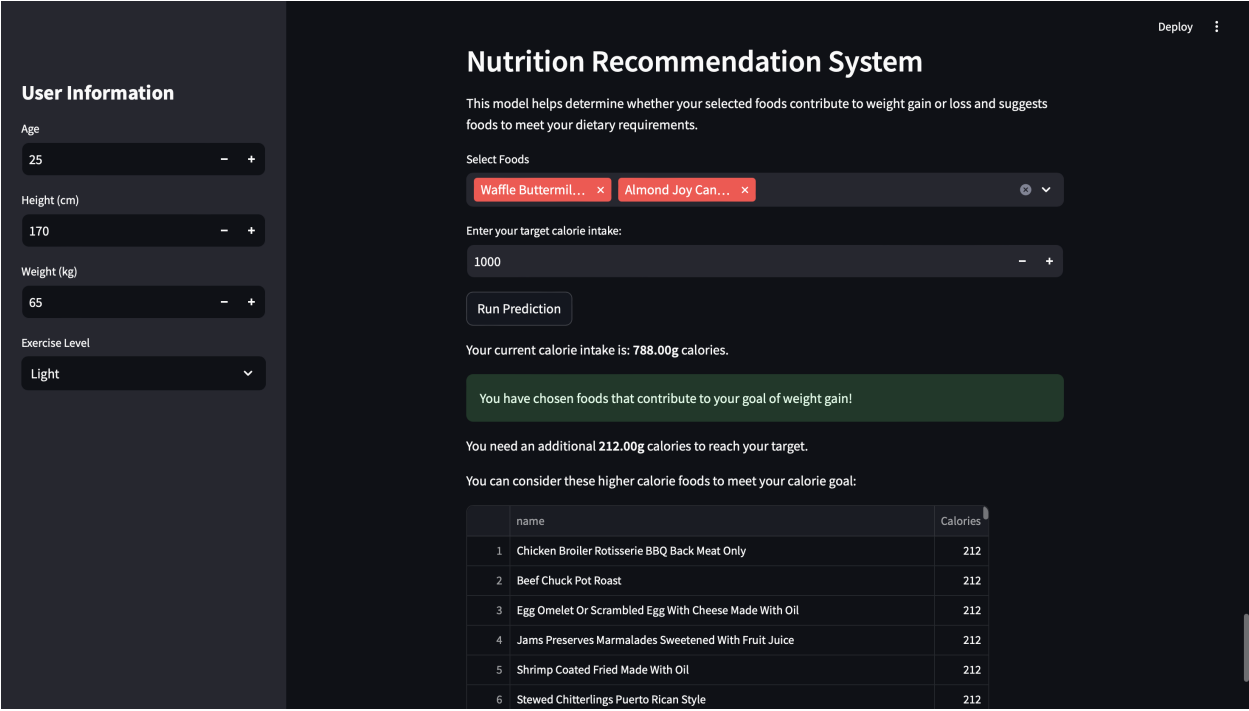 Deploy
User Information
Age
25
Height (cm)
170
Weight (kg)
65
Exercise Level
Light
Nutrition Recommendation System
This model helps determine whether your selected foods contribute to weight gain or loss and suggests
foods to meet your dietary requirements.
Select Foods
Waffle Buttermil... Almond Joy Can...
Enter your target calorie intake:
1000
Run Prediction
Your current calorie intake is: 788.00g calories.
You have chosen foods that contribute to your goal of weight gain!
You need an additional 212.00g calories to reach your target.
You can consider these higher calorie foods to meet your calorie goal:
name Calories
1 Chicken Broiler Rotisserie BBQ Back Meat Only 212
2 Beef Chuck Pot Roast 212
3 Egg Omelet Or Scrambled Egg With Cheese Made With Oil 212
4 Jams Preserves Marmalades Sweetened With Fruit Juice 212
5 Shrimp Coated Fried Made With Oil 212
6 Stewed Chitterlings Puerto Rican Style 212